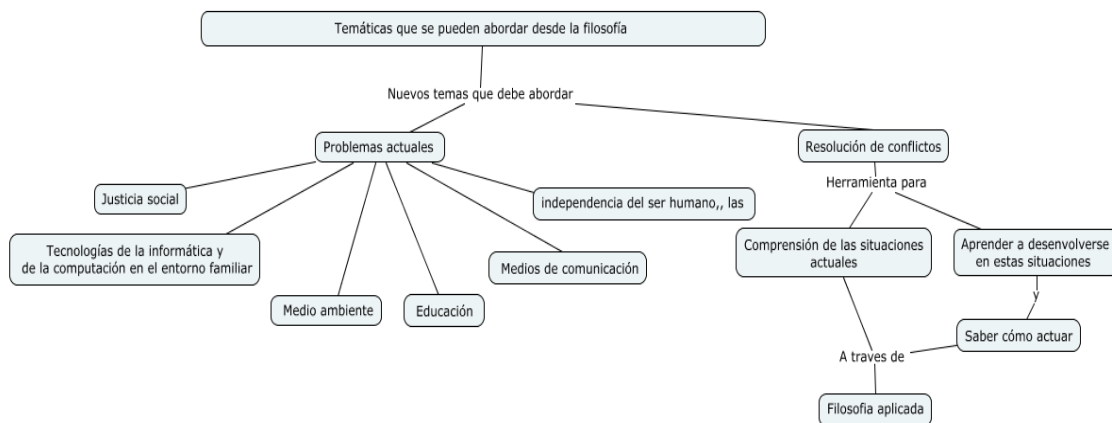 Temáticas que se pueden abordar desde la filosofía
Nuevos temas que debe abordar
Problemas actuales
Resolución de conflictos
Justicia social
Tecnologías de la informática y
de la computación en el entorno familiar
Medio ambiente
Educación
Medios de comunicación
independencia del ser humano,, las
Herramienta para
Comprensión de las situaciones
actuales
Aprender a desenvolverse
en estas situaciones
y
Saber cómo actuar
A traves de
Filosofia aplicada